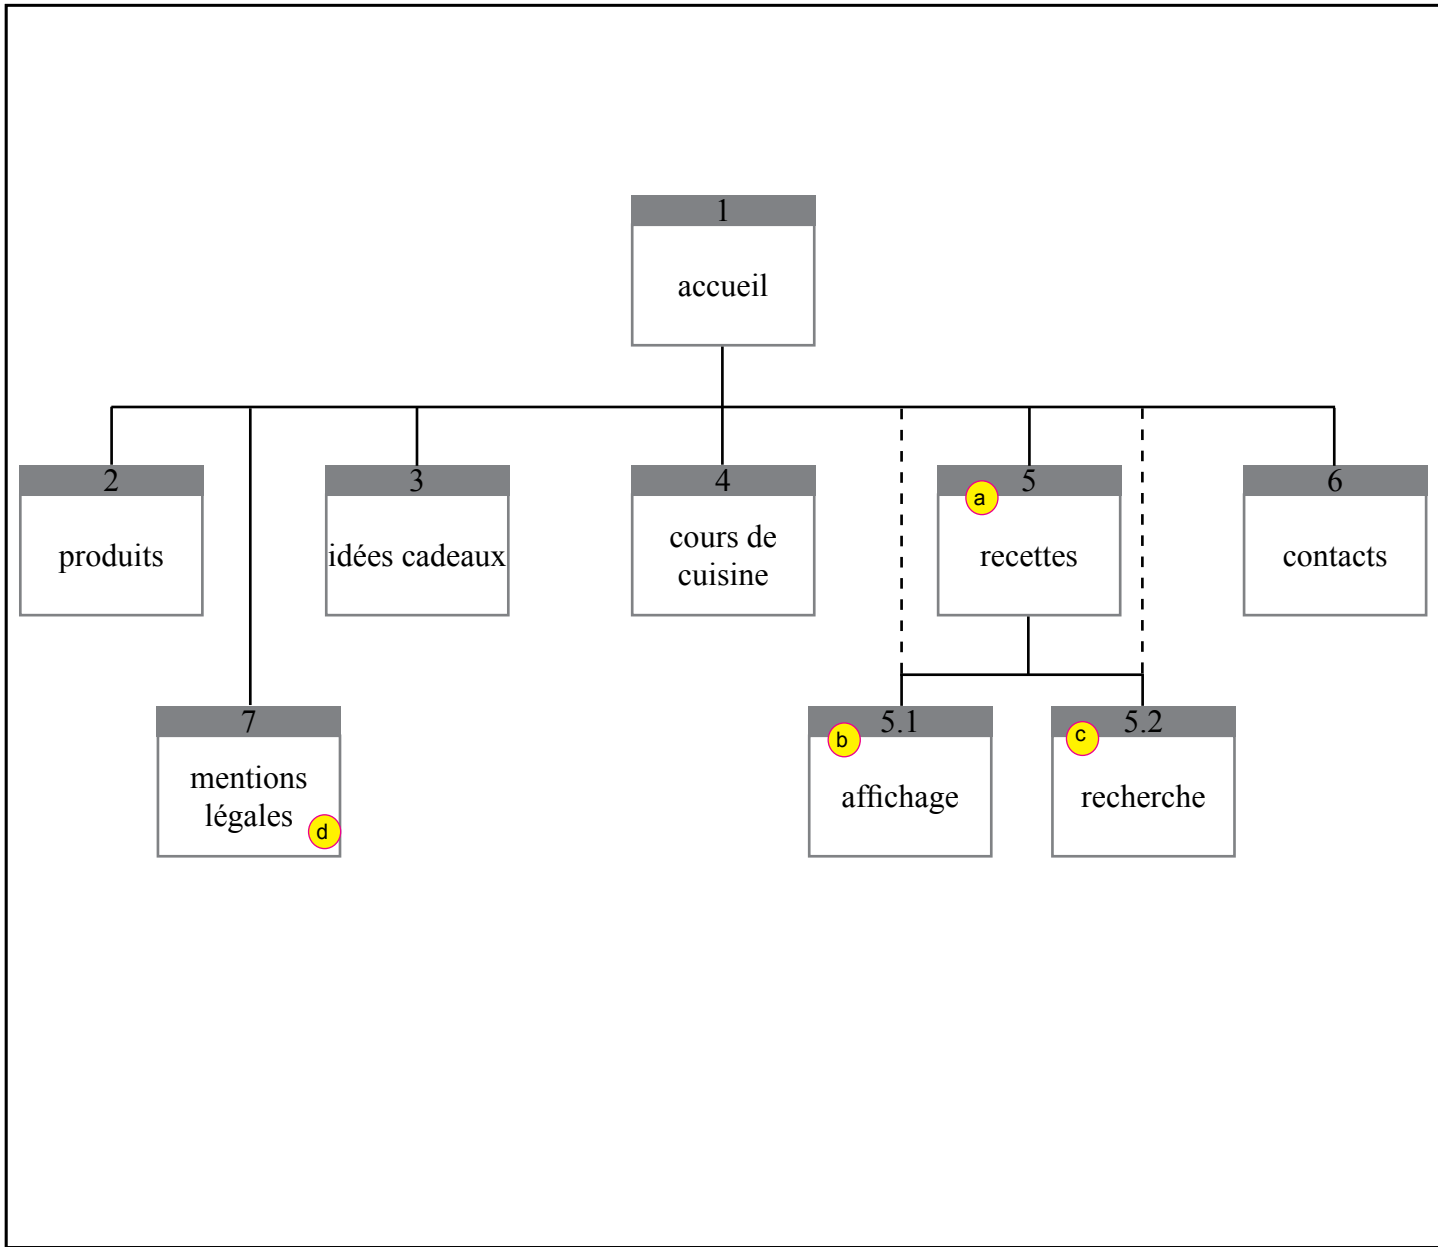 1
accueil
2
produits
3
idées cadeaux
4
cours de
cuisine
5
a
recettes
6
contacts
7
mentions
légales
d
5.1
b
affichage
5.2
c
recherche